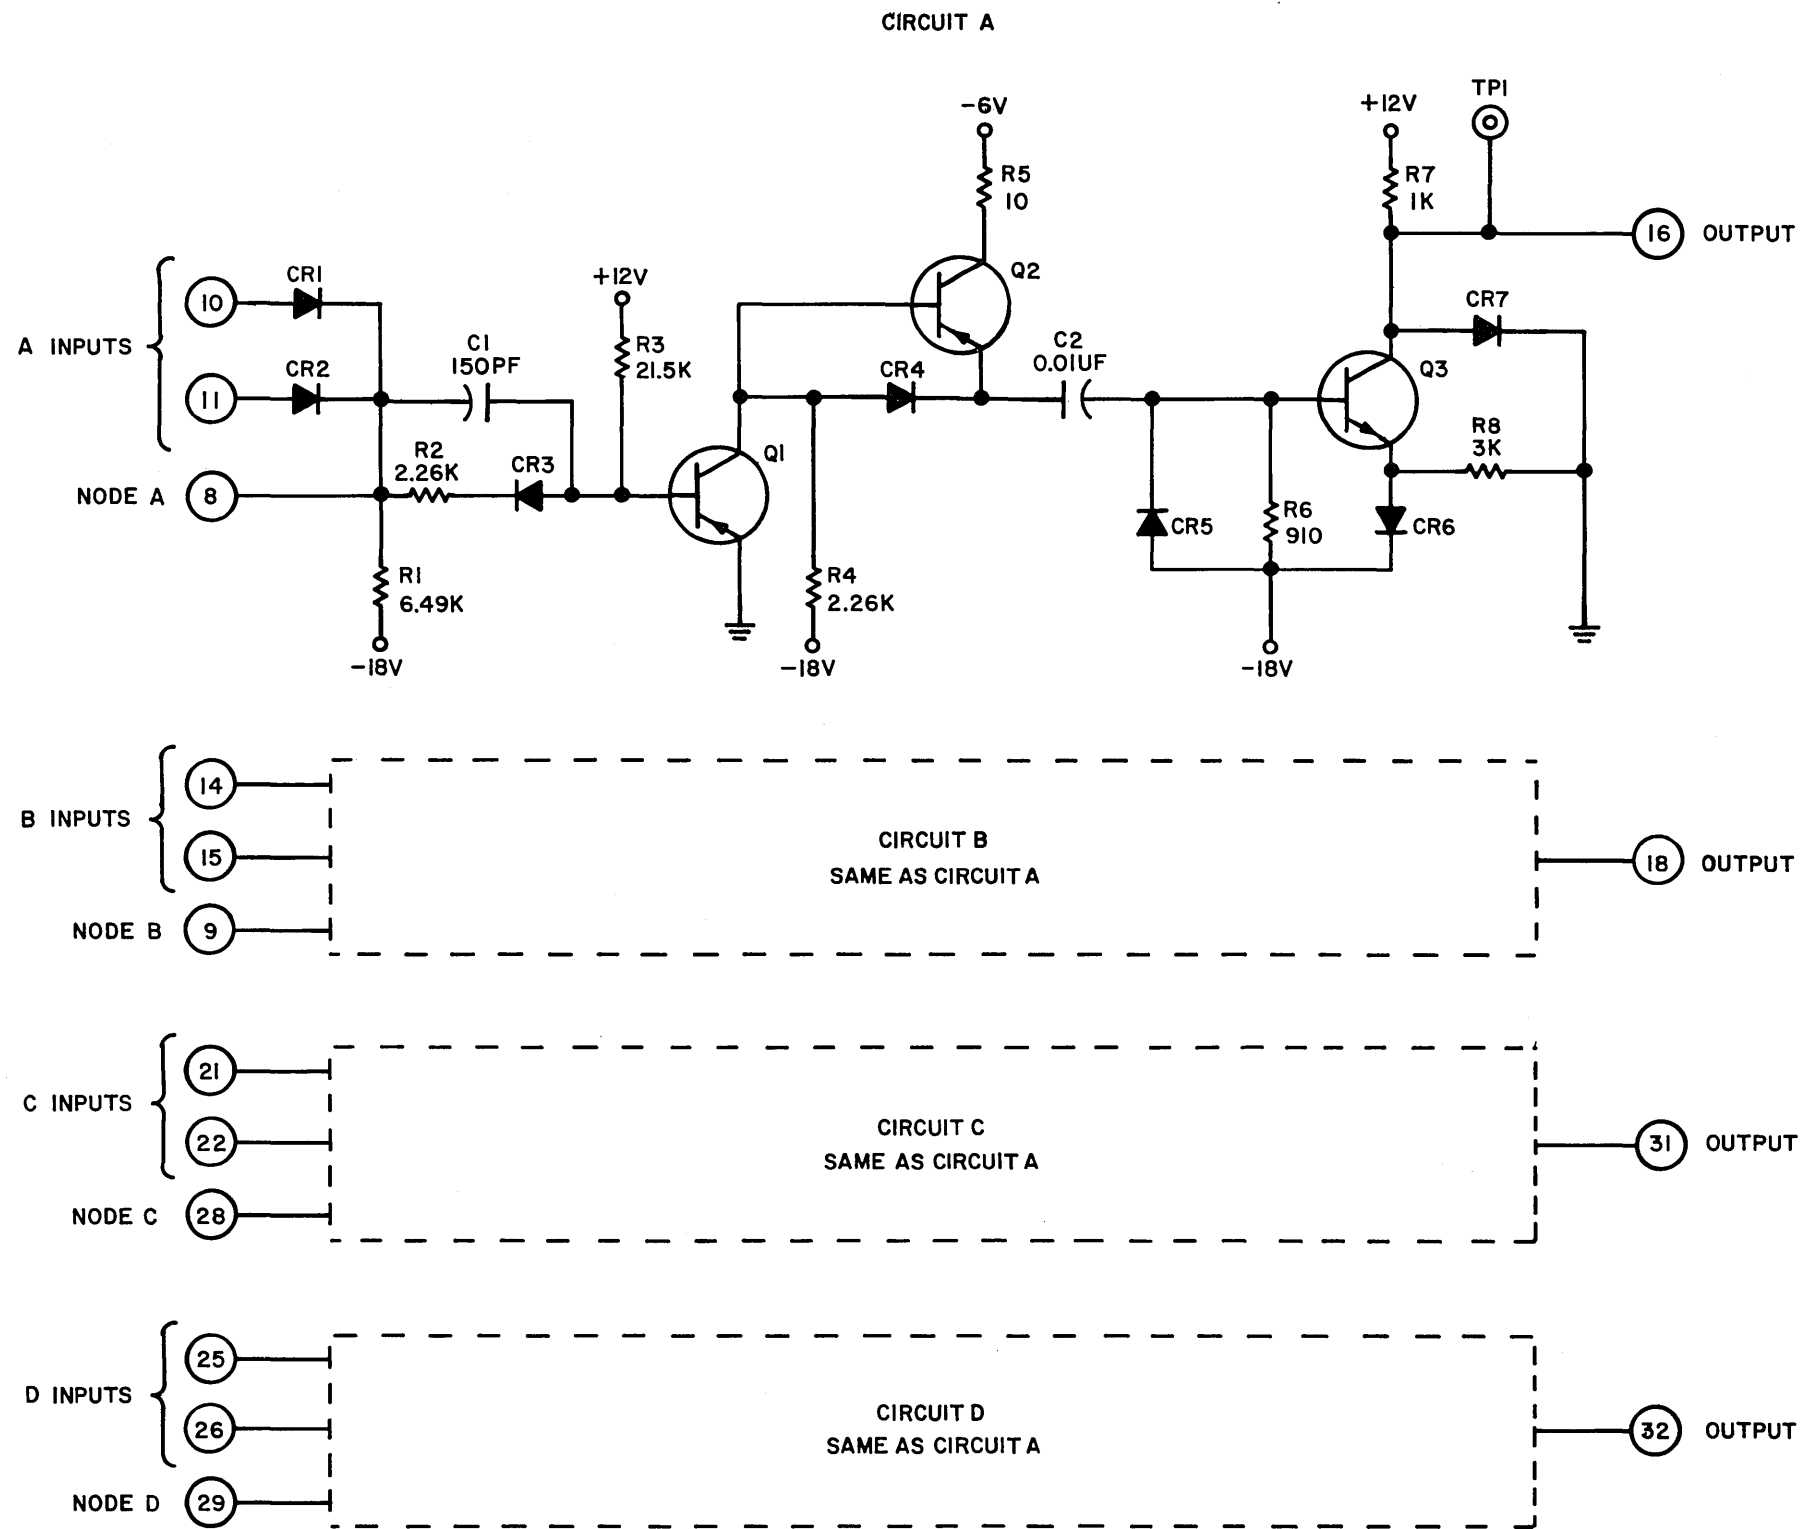 CIRCUIT A
TP1
-6V
+12V
R5
10
R7
1K
16 OUTPUT
Q2
+12V
CR1
10
CR7
A INPUTS
C1
150PF
R3
21.5K
C2
0.01UF
CR2
CR4
Q3
11
R2
2.26K
CR3
Q1
R8
3K
NODE A 8
R6
910
CR5
CR6
R1
6.49K
R4
2.26K
-18V
-18V
-18V
14
B INPUTS
15
NODE B 9
CIRCUIT B
SAME AS CIRCUIT A
18 OUTPUT
21
C INPUTS
22
NODE C 28
CIRCUIT C
SAME AS CIRCUIT A
31 OUTPUT
25
D INPUTS
26
NODE D 29
CIRCUIT D
SAME AS CIRCUIT A
32 OUTPUT